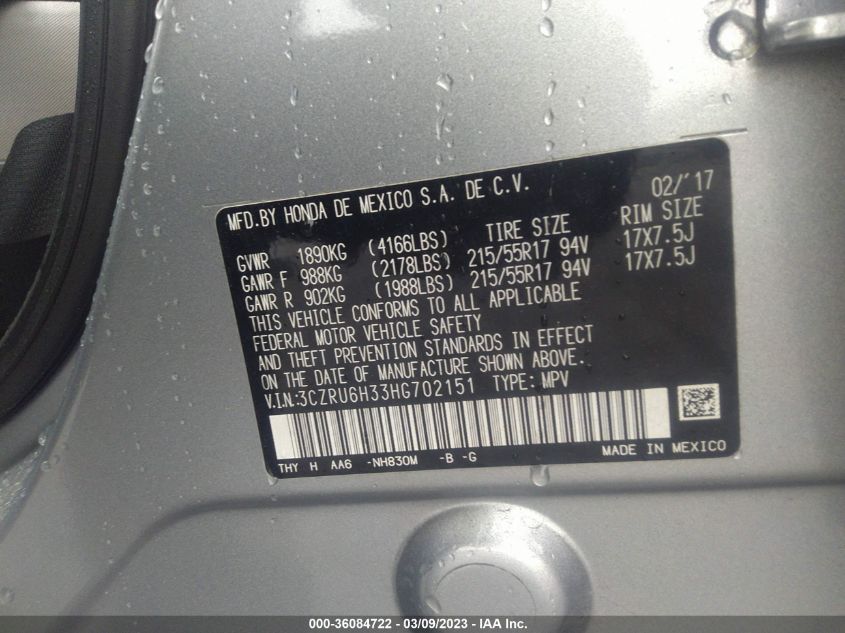 MFD.BY HONDA DE MEXICO S.A. DE C.V. 02/'17
TIRE SIZE RIM SIZE
GVWR 1890KG (4166LBS)
GAWR F 988KG (2178LBS) 215/55R17 94V 17X7.5J
GAWR R 902KG (1988LBS) 215/55R17 94V 17X7.5J
THIS VEHICLE CONFORMS TO ALL APPLICABLE
FEDERAL MOTOR VEHICLE SAFETY
AND THEFT PREVENTION STANDARDS IN EFFECT
ON THE DATE OF MANUFACTURE SHOWN ABOVE.
V.I.N:3CZRU6H33HG702151 TYPE: MPV
THY H AA6 -NH830M -B -G MADE IN MEXICO
000-36084722 - 03/09/2023 - IAA Inc.